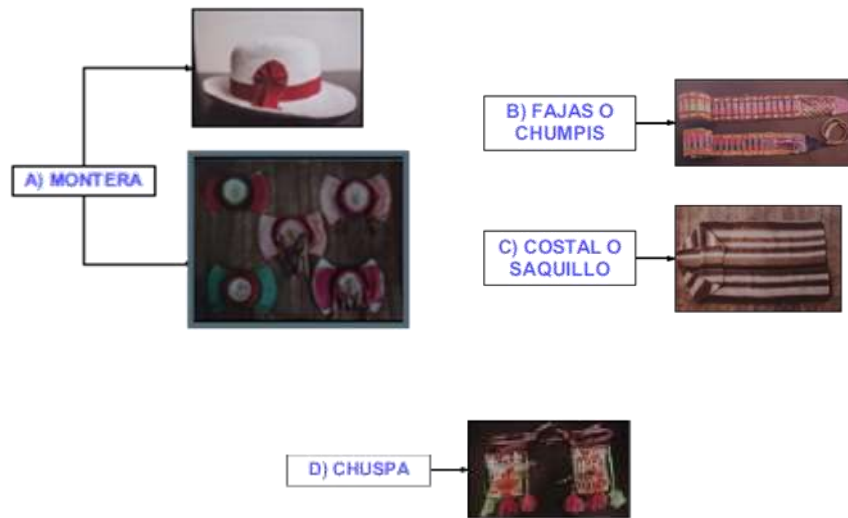 A) MONTERA
B) FAJAS O
CHUMPIS
C) COSTAL O
SAQUILLO
D) CHUSPA